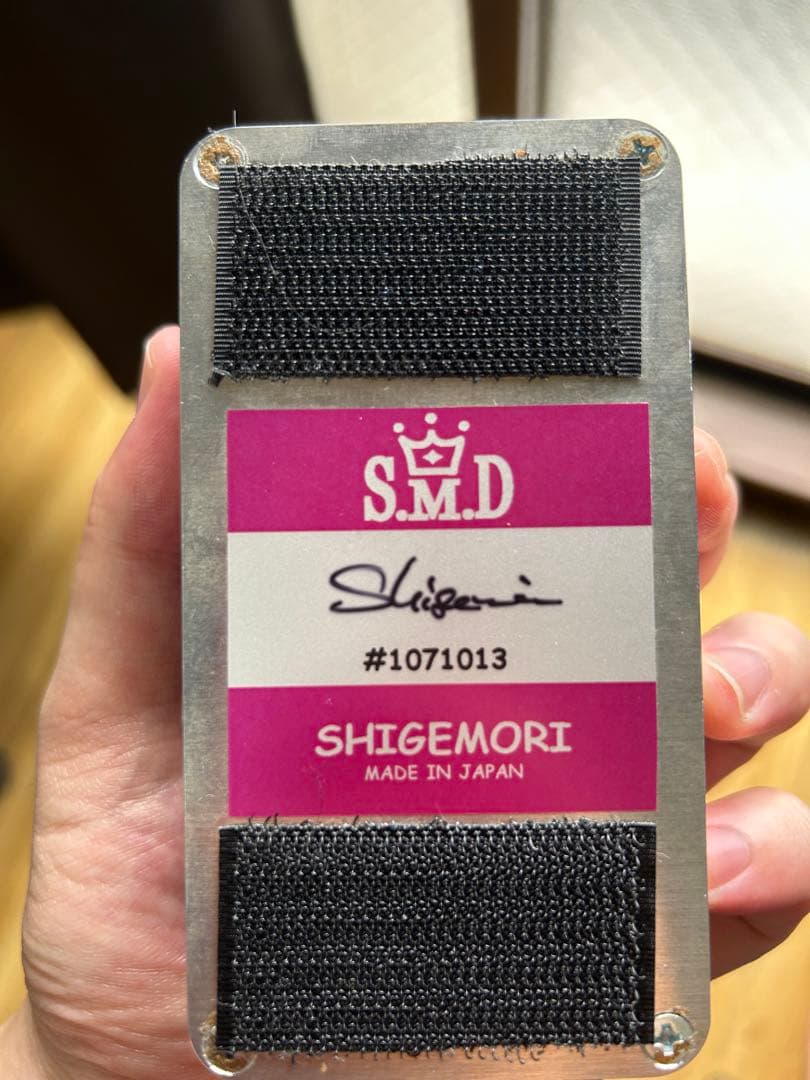 S.M.D
Shigemori
#1071013
SHIGEMORI
MADE IN JAPAN